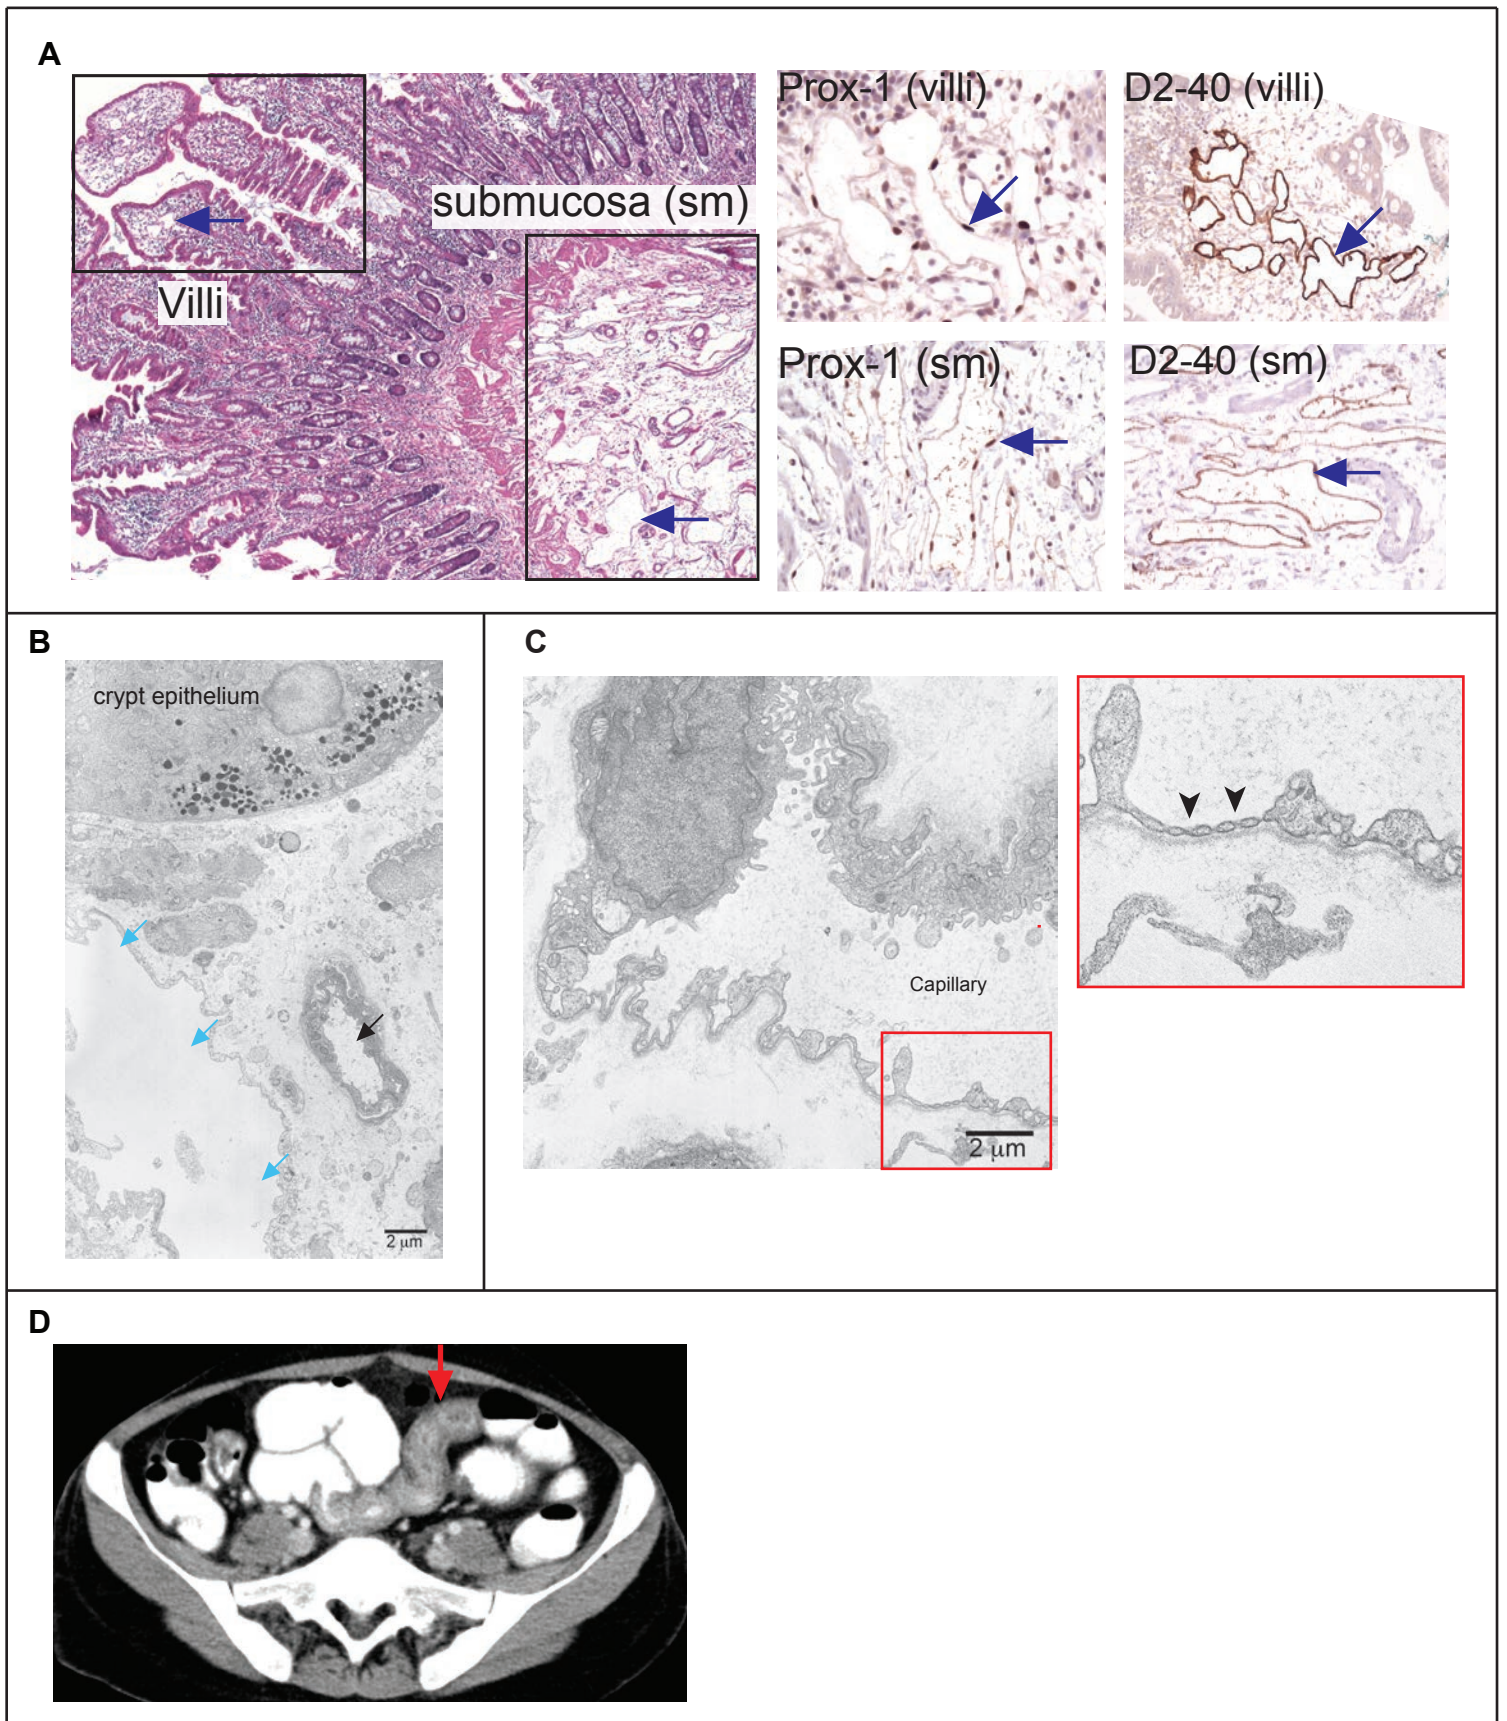 A
submucosa (sm)
Villi
Prox-1 (villi)
D2-40 (villi)
Prox-1 (sm)
D2-40 (sm)
B
crypt epithelium
2 µm
C
Capillary
2 µm
D